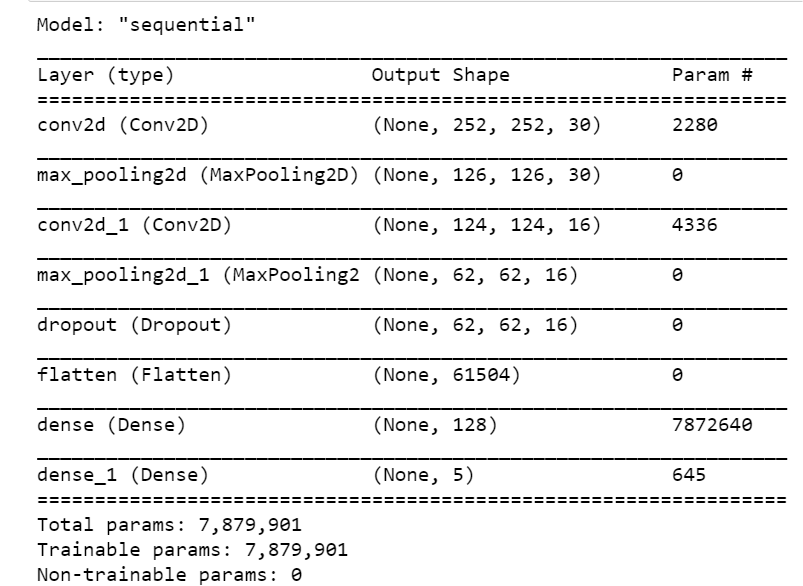 Model: "sequential"
Layer (type) Output Shape Param #
conv2d (Conv2D) (None, 252, 252, 30) 2280
max_pooling2d (MaxPooling2D) (None, 126, 126, 30) 0
conv2d_1 (Conv2D) (None, 124, 124, 16) 4336
max_pooling2d_1 (MaxPooling2 (None, 62, 62, 16) 0
dropout (Dropout) (None, 62, 62, 16) 0
flatten (Flatten) (None, 61504) 0
dense (Dense) (None, 128) 7872640
dense_1 (Dense) (None, 5) 645
Total params: 7,879,901
Trainable params: 7,879,901
Non-trainable params: 0